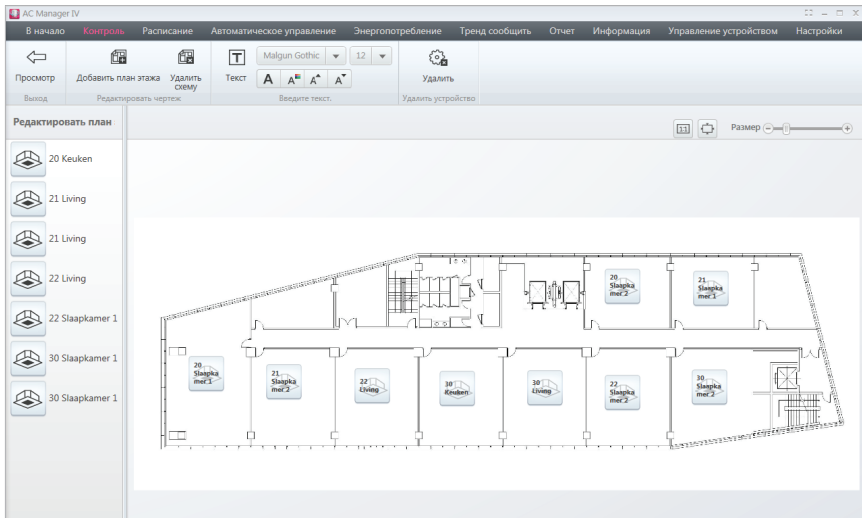 AC Manager IV
В начало Контроль Расписание Автоматическое управление Энергопотребление Тренд сообщить Отчет Информация Управление устройством Настройки
T Malgun Gothic 12
A A A A
Просмотр Добавить план этажа Удалить схему Текст Удалить
Выход Редактировать чертеж Введите текст. Удалить устройство
Редактировать план
1:1 Размер
20 Keuken
21 Living
21 Living
22 Living
22 Slaapkamer 1
30 Slaapkamer 1
30 Slaapkamer 1
20
Slaapka
mer 2
21
Slaapka
mer 1
20
Slaapka
mer 1
21
Slaapka
mer 2
22
Living
30
Keuken
30
Living
22
Slaapka
mer 2
30
Slaapka
mer 2